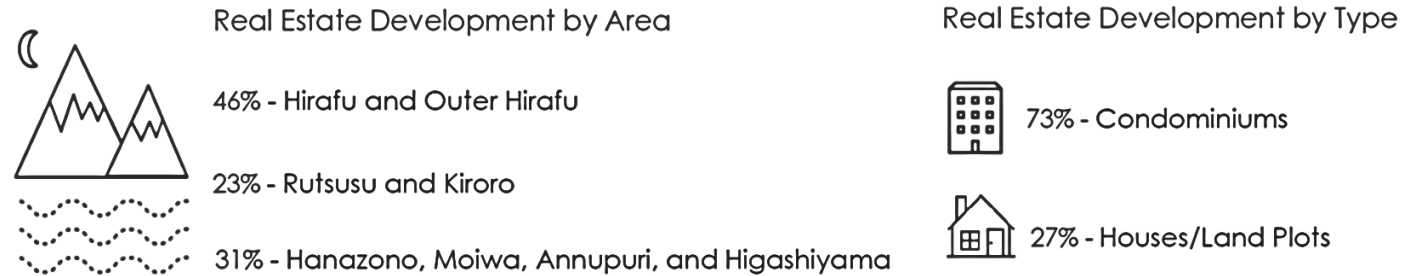 Real Estate Development by Area
46% - Hirafu and Outer Hirafu
23% - Rutsusu and Kiroro
31% - Hanazono, Moiwa, Annupuri, and Higashiyama
Real Estate Development by Type
73% - Condominiums
27% - Houses/Land Plots